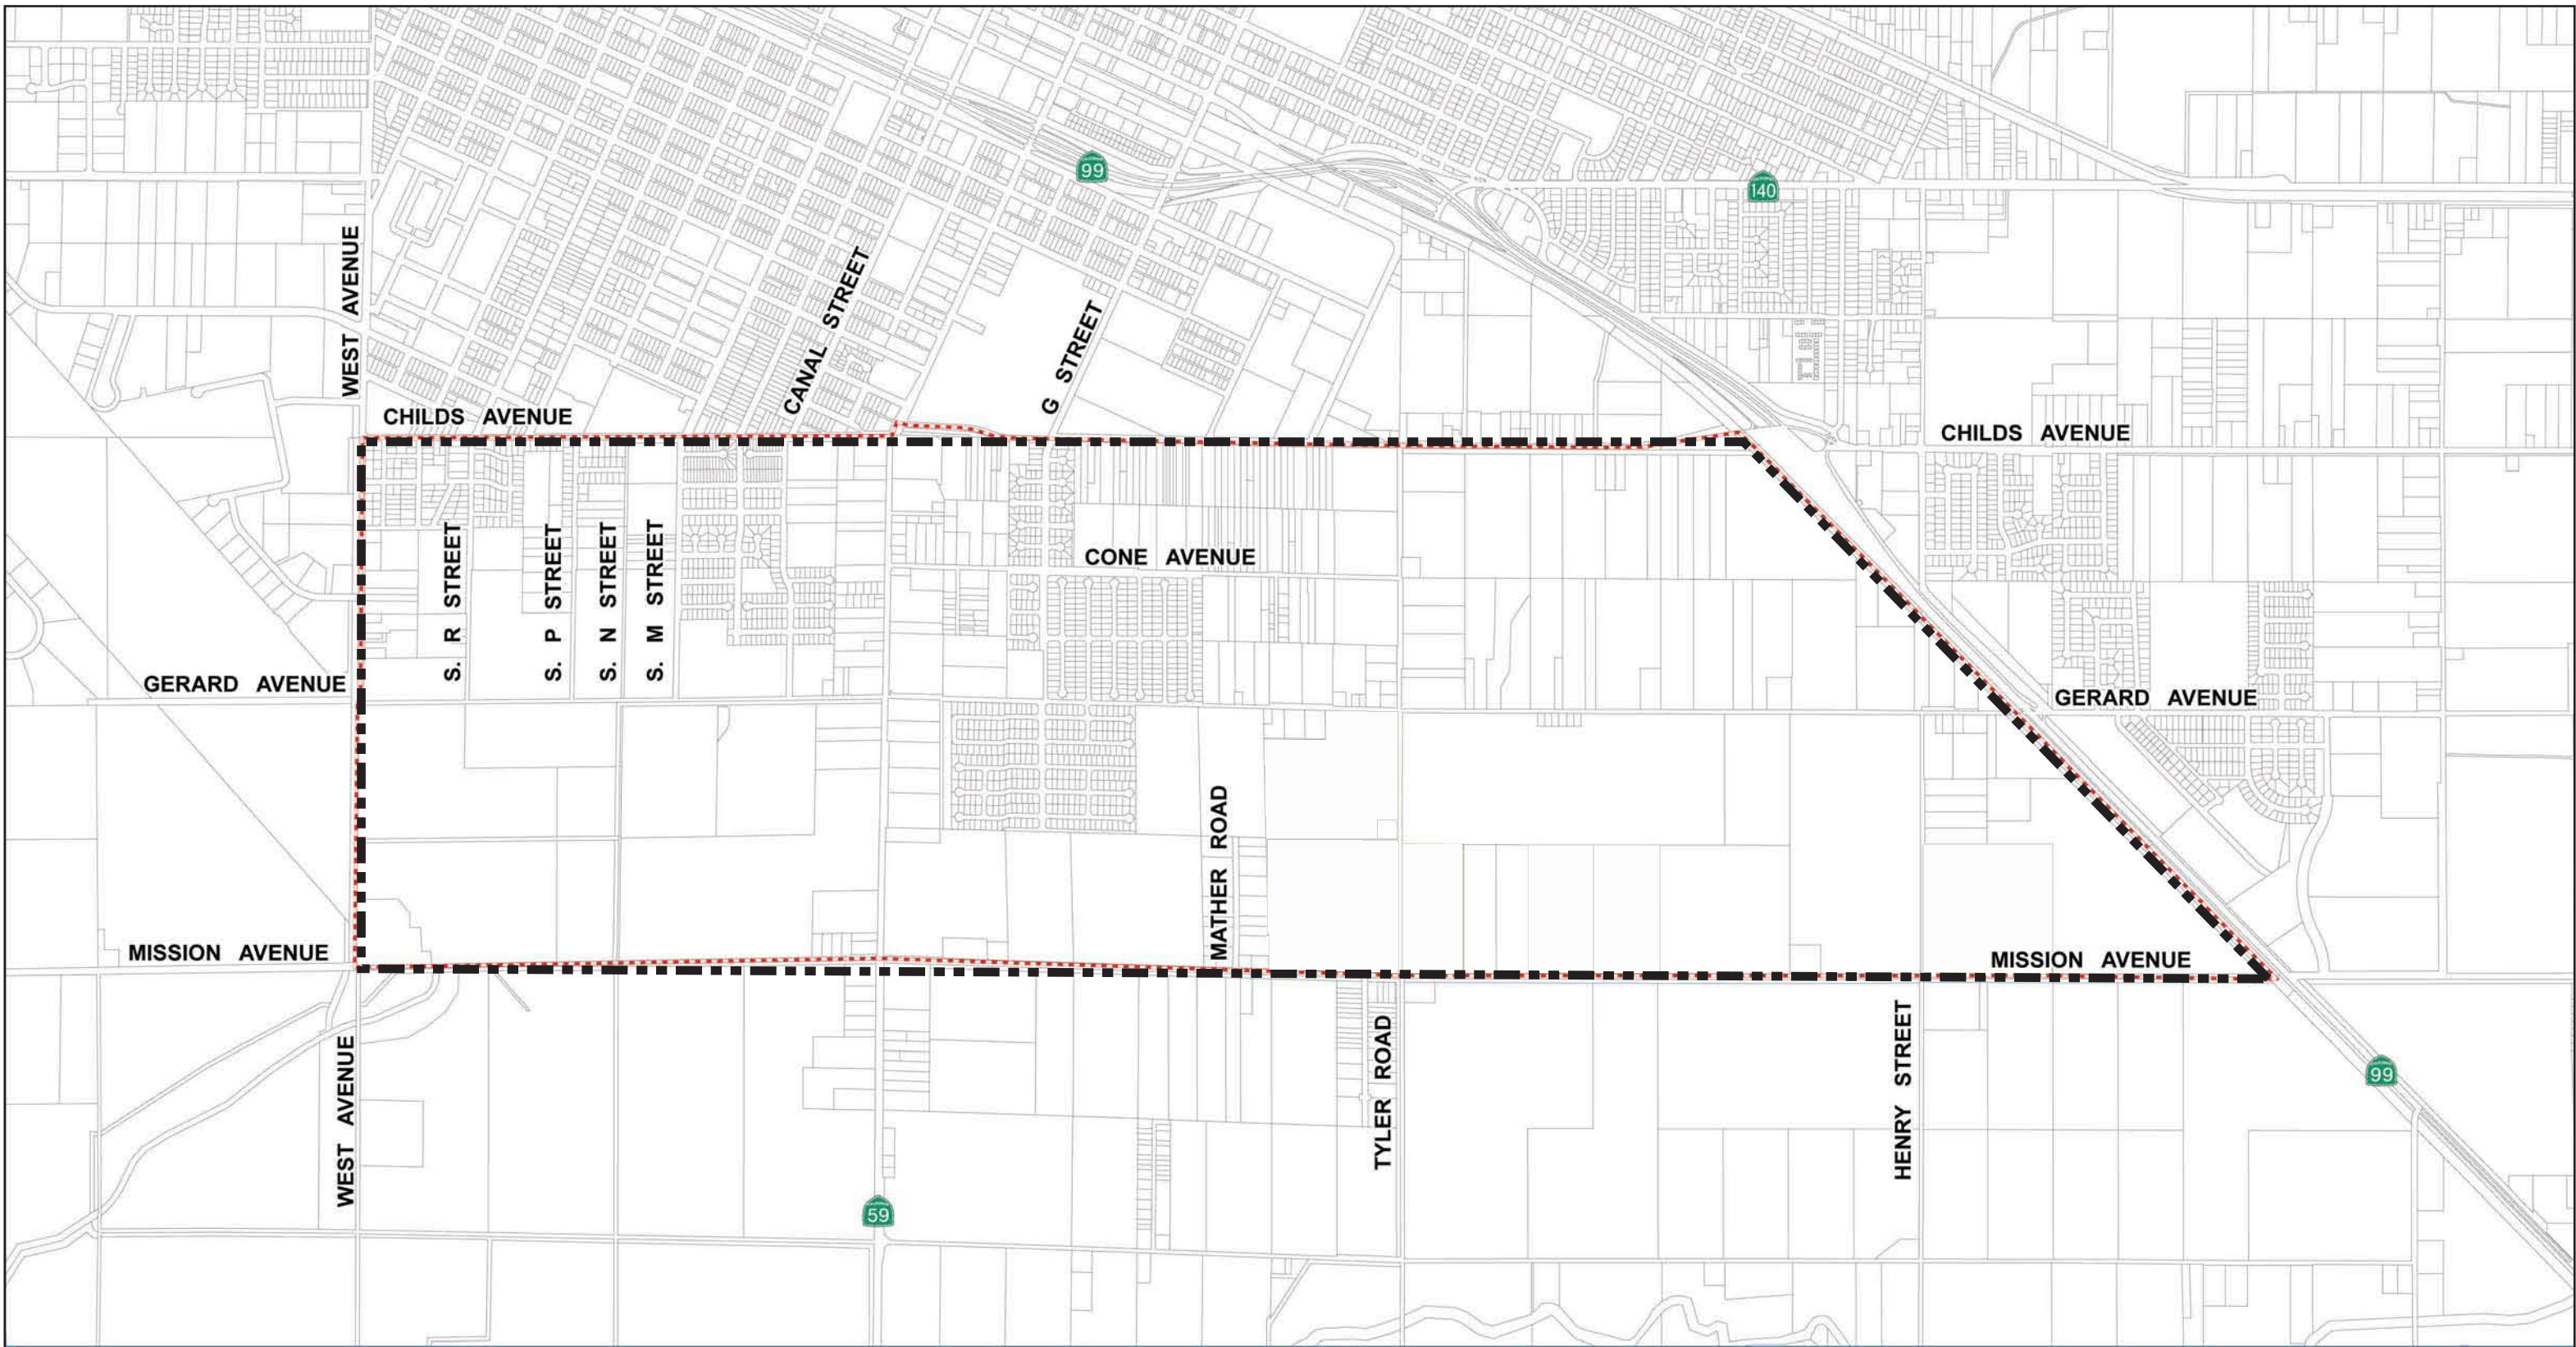 99
140
WEST AVENUE
CANAL STREET
G STREET
CHILDS AVENUE
CHILDS AVENUE
S. R STREET
S. P STREET
S. N STREET
S. M STREET
CONE AVENUE
GERARD AVENUE
GERARD AVENUE
MATHER ROAD
MISSION AVENUE
MISSION AVENUE
WEST AVENUE
TYLER ROAD
HENRY STREET
99
59